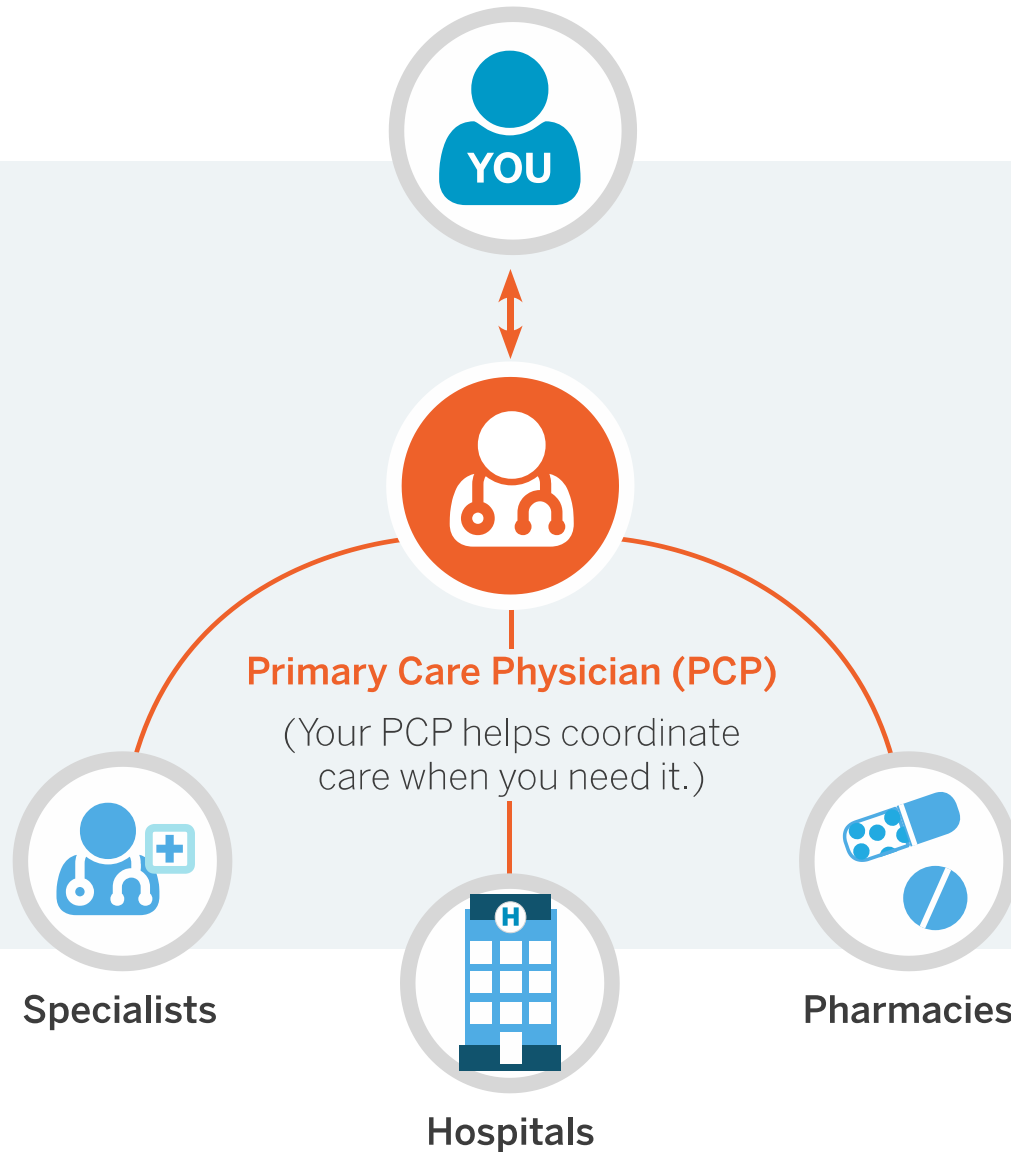 YOU
Primary Care Physician (PCP)
(Your PCP helps coordinate
care when you need it.)
H
Specialists
Pharmacies
Hospitals